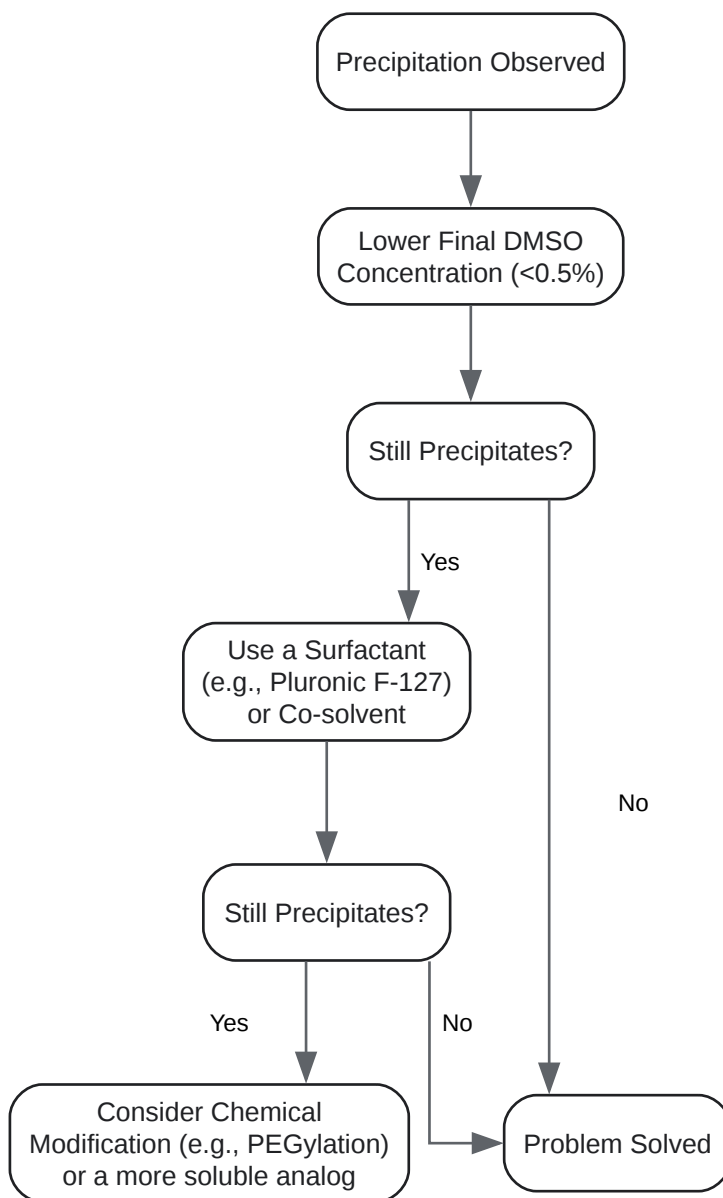 Precipitation Observed
Lower Final DMSO
Concentration (<0.5%)
Still Precipitates?
Yes
Use a Surfactant
(e.g., Pluronic F-127)
or Co-solvent
No
Still Precipitates?
Yes
No
Consider Chemical
Modification (e.g., PEGylation)
or a more soluble analog
Problem Solved